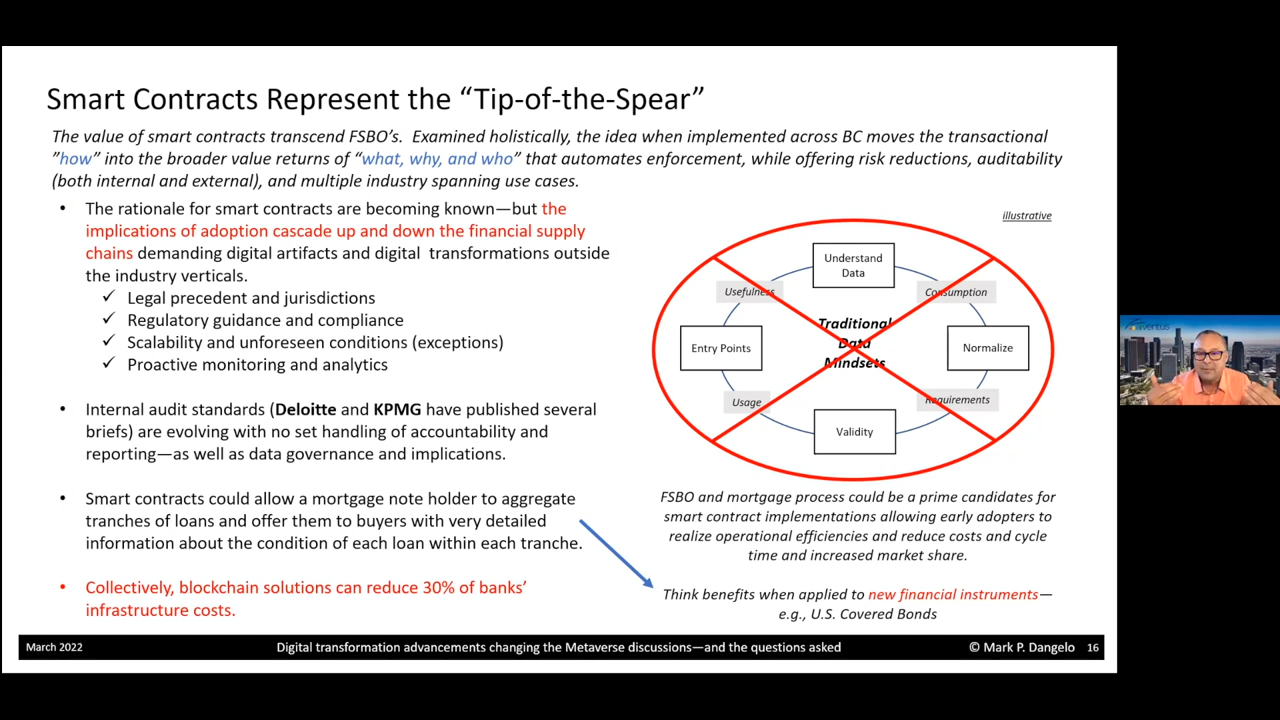 Smart Contracts Represent the “Tip-of-the-Spear”
The value of smart contracts transcend FSBO’s.  Examined holistically, the idea when implemented across BC moves the transactional
”how” into the broader value returns of “what, why, and who” that automates enforcement, while offering risk reductions, auditability
(both internal and external), and multiple industry spanning use cases.
• The rationale for smart contracts are becoming known—but the
implications of adoption cascade up and down the financial supply
chains demanding digital artifacts and digital  transformations outside
the industry verticals.
✓ Legal precedent and jurisdictions
✓ Regulatory guidance and compliance
✓ Scalability and unforeseen conditions (exceptions)
✓ Proactive monitoring and analytics
• Internal audit standards (Deloitte and KPMG have published several
briefs) are evolving with no set handling of accountability and
reporting—as well as data governance and implications.
• Smart contracts could allow a mortgage note holder to aggregate
tranches of loans and offer them to buyers with very detailed
information about the condition of each loan within each tranche.
• Collectively, blockchain solutions can reduce 30% of banks’
infrastructure costs.
illustrative
Understand
Data
Usefulness
Consumption
Traditional
Data
Mindsets
Entry Points
Normalize
Usage
Requirements
Validity
FSBO and mortgage process could be a prime candidates for
smart contract implementations allowing early adopters to
realize operational efficiencies and reduce costs and cycle
time and increased market share.
Think benefits when applied to new financial instruments—
e.g., U.S. Covered Bonds
March 2022
Digital transformation advancements changing the Metaverse discussions—and the questions asked
© Mark P. Dangelo
16